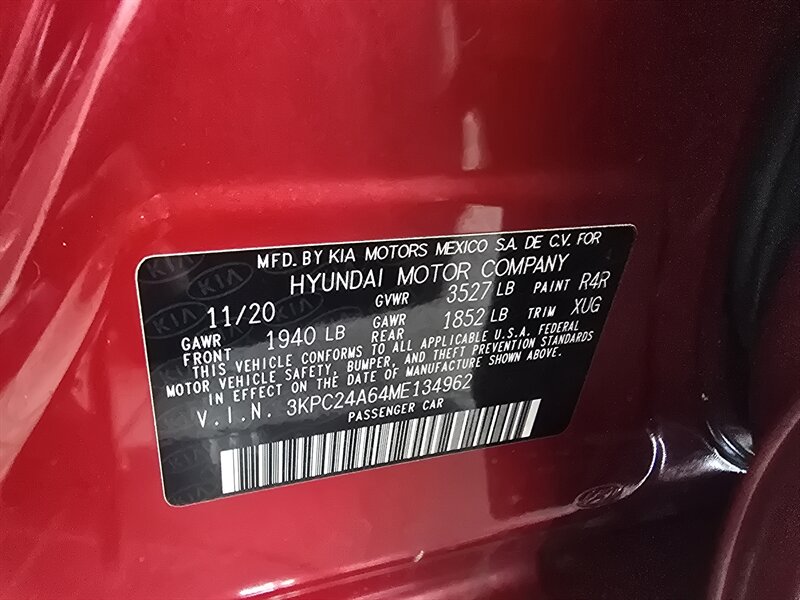 MFD. BY KIA MOTORS MEXICO S.A. DE C.V. FOR
HYUNDAI MOTOR COMPANY
11/20 GVWR 3527 LB PAINT R4R
GAWR FRONT 1940 LB GAWR REAR 1852 LB TRIM XUG
THIS VEHICLE CONFORMS TO ALL APPLICABLE U.S.A. FEDERAL
MOTOR VEHICLE SAFETY, BUMPER, AND THEFT PREVENTION STANDARDS
IN EFFECT ON THE DATE OF MANUFACTURE SHOWN ABOVE.
V.I.N. 3KPC24A64ME134962
PASSENGER CAR